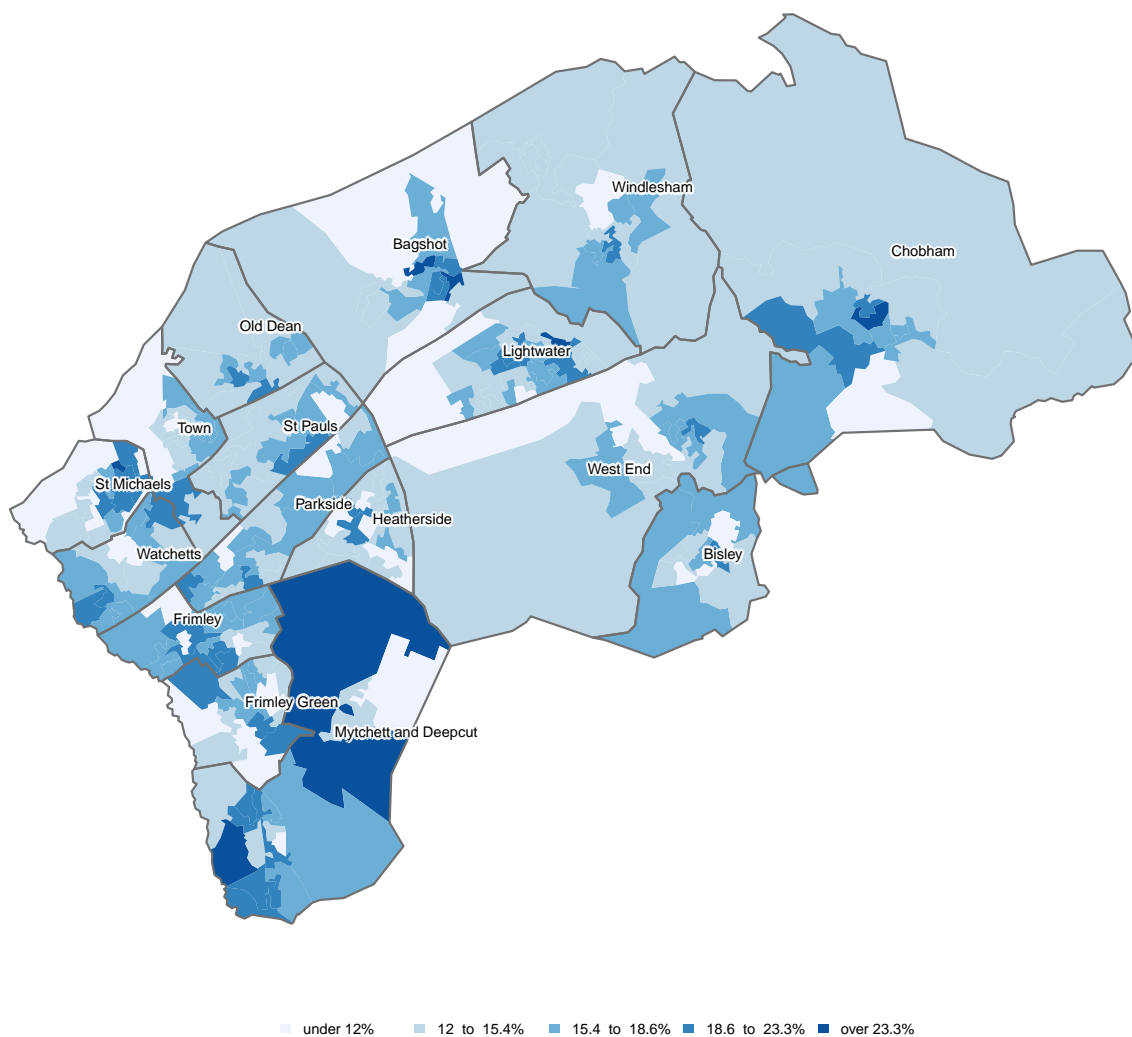 Windlesham
Bagshot
Chobham
Old Dean
Lightwater
Town
St Pauls
West End
St Michaels
Parkside
Heatherside
Watchetts
Bisley
Frimley
Frimley Green
Mytchett and Deepcut
under 12%
12 to 15.4%
15.4 to 18.6%
18.6 to 23.3%
over 23.3%